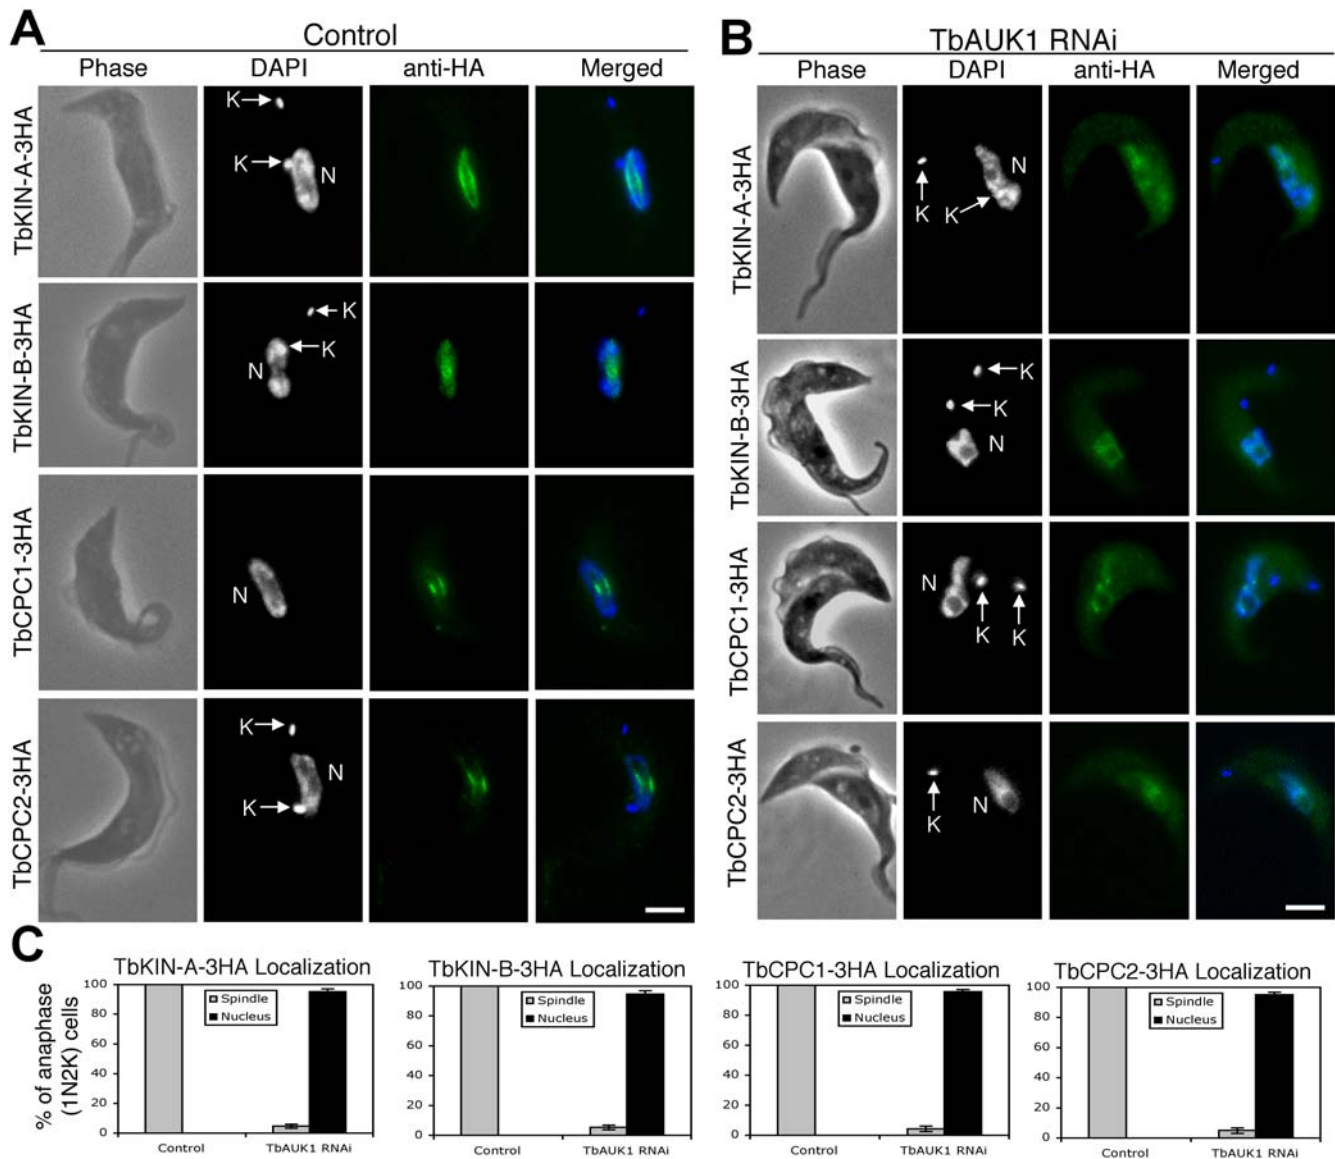 A
Control
Phase DAPI anti-HA Merged
TbKIN-A-3HA
K
K
N
TbKIN-B-3HA
K
K
N
TbCPC1-3HA
N
TbCPC2-3HA
K
N
K
B
TbAUK1 RNAi
Phase DAPI anti-HA Merged
TbKIN-A-3HA
N
K K
TbKIN-B-3HA
K
K
N
TbCPC1-3HA
N
K K
TbCPC2-3HA
K
N
C
% of anaphase
(1N2K) cells
TbKIN-A-3HA Localization
100
80
60
40
20
0
Spindle
Nucleus
Control TbAUK1 RNAi
TbKIN-B-3HA Localization
100
80
60
40
20
0
Spindle
Nucleus
Control TbAUK1 RNAi
TbCPC1-3HA Localization
100
80
60
40
20
0
Spindle
Nucleus
Control TbAUK1 RNAi
TbCPC2-3HA Localization
100
80
60
40
20
0
Spindle
Nucleus
Control TbAUK1 RNAi